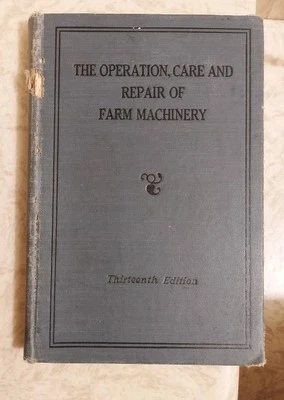 THE OPERATION, CARE AND
REPAIR OF
FARM MACHINERY
Thirteenth Edition